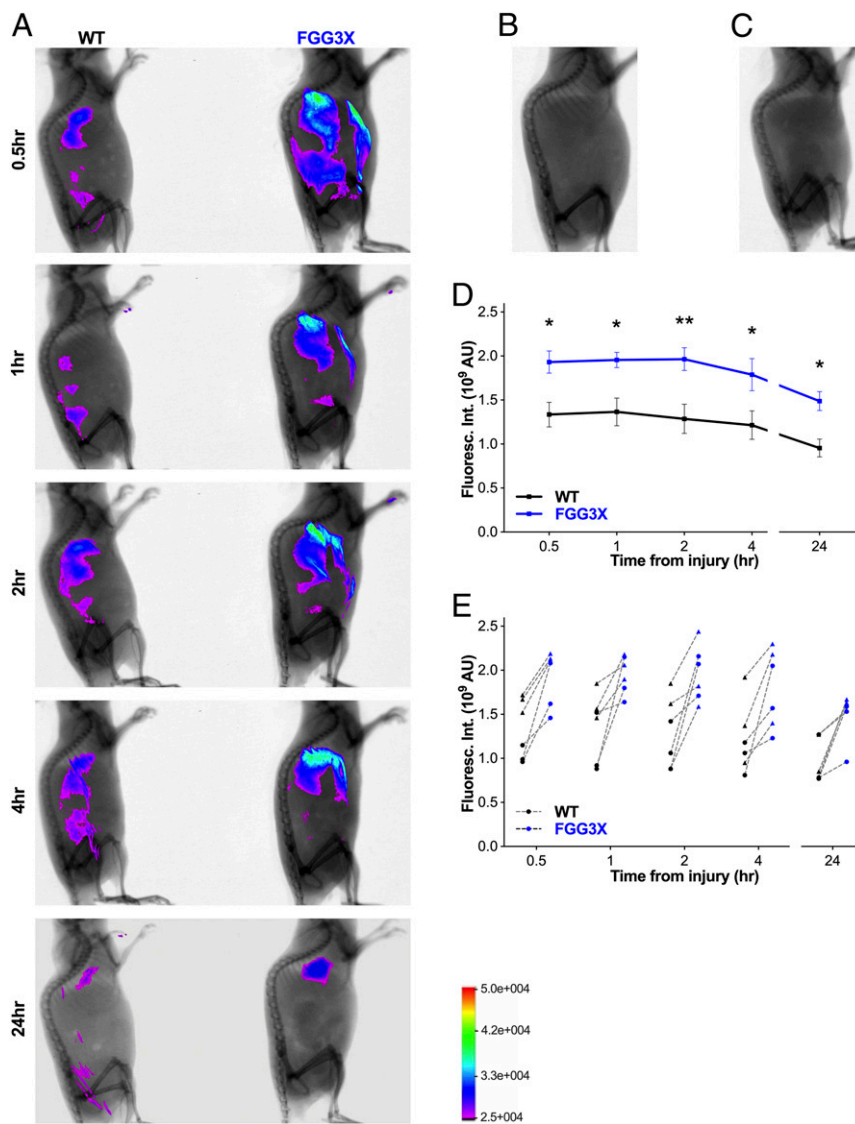 A
WT
FGG3X
0.5hr
1hr
2hr
4hr
24hr
B
C
D
* * ** * *
Fluoresc. Int. (10⁹ AU)
2.5
2.0
1.5
1.0
0.5
0.0
WT
FGG3X
0.5 1 2 4 24
Time from injury (hr)
E
Fluoresc. Int. (10⁹ AU)
2.5
2.0
1.5
1.0
0.5
0.0
WT
FGG3X
0.5 1 2 4 24
Time from injury (hr)
5.0e+004
4.2e+004
3.3e+004
2.5e+004